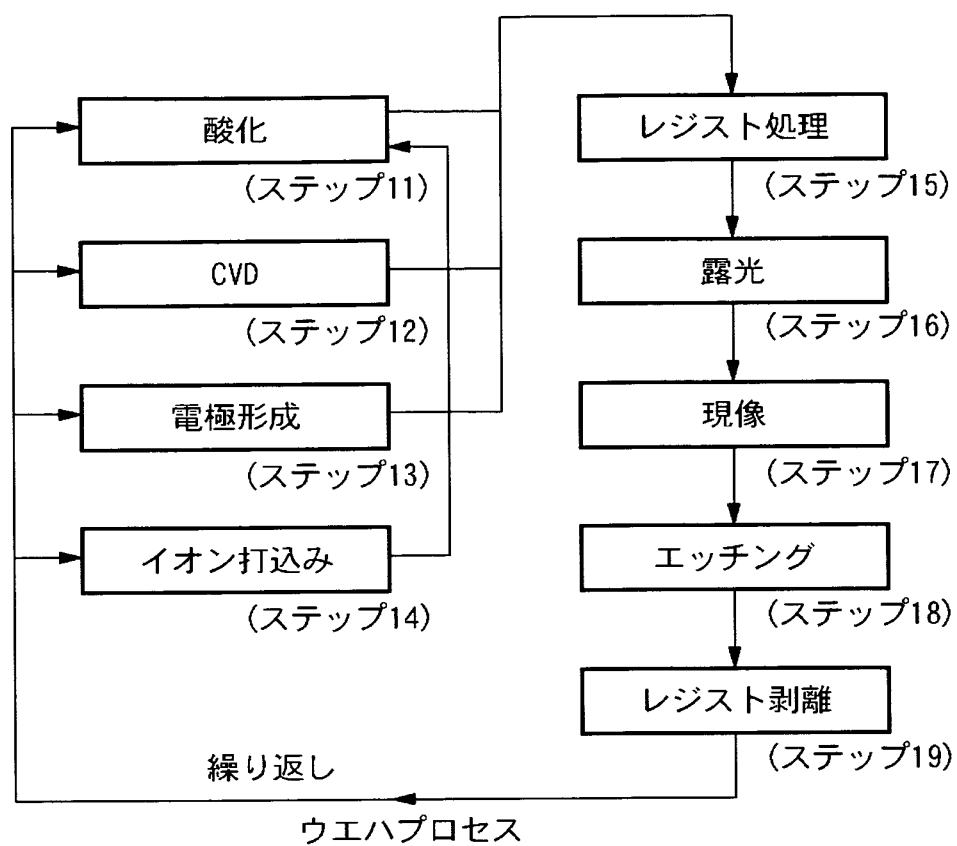 酸化
(ステップ11)
CVD
(ステップ12)
電極形成
(ステップ13)
イオン打込み
(ステップ14)
レジスト処理
(ステップ15)
露光
(ステップ16)
現像
(ステップ17)
エッチング
(ステップ18)
レジスト剥離
(ステップ19)
繰り返し
ウエハプロセス